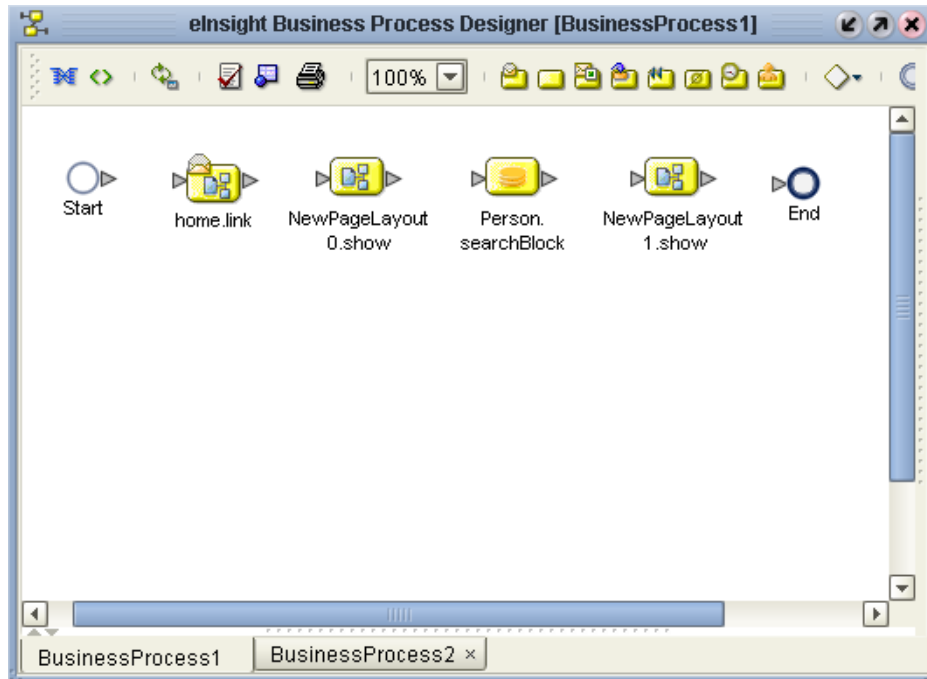 eInsight Business Process Designer [BusinessProcess1]
100%
Start
home.link
NewPageLayout
0.show
Person.
searchBlock
NewPageLayout
1.show
End
BusinessProcess1
BusinessProcess2 ×